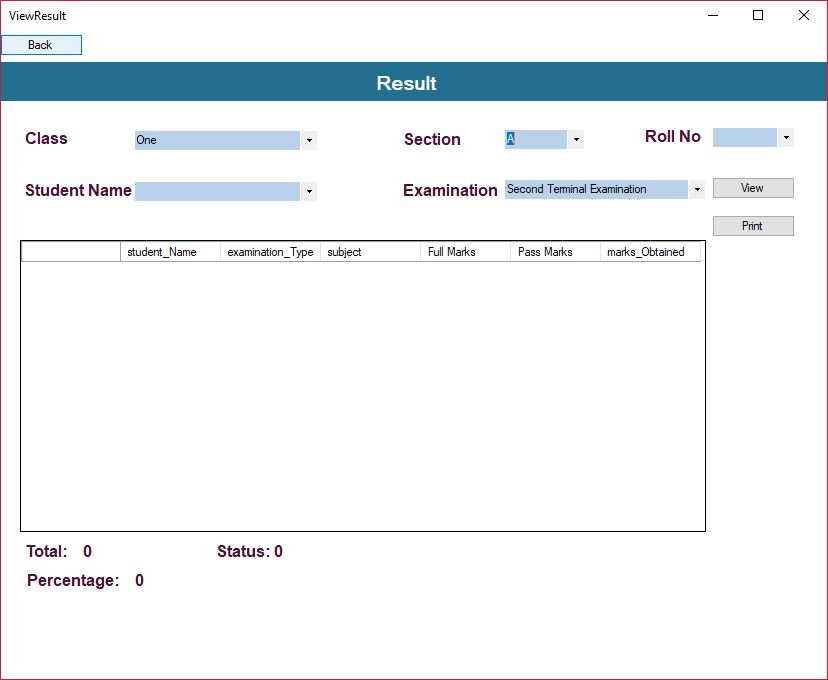 ViewResult
Back
Result
Class One Section A Roll No
Student Name Examination Second Terminal Examination View
Print
student_Name examination_Type subject Full Marks Pass Marks marks_Obtained
Total: 0 Status: 0
Percentage: 0